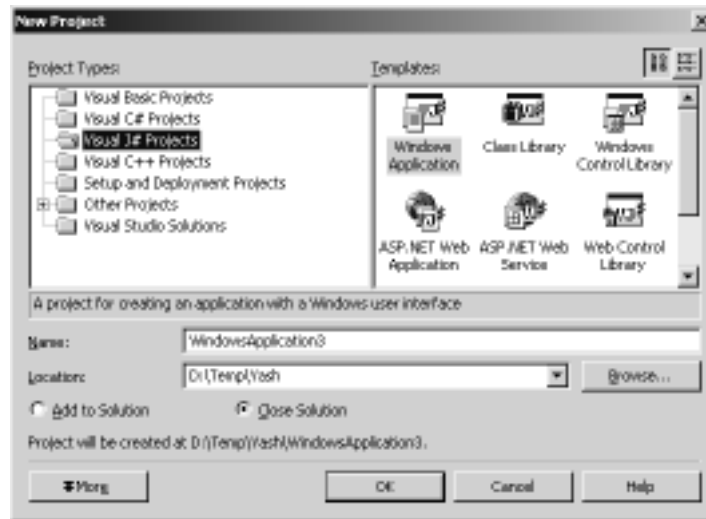 New Project
Project Types:
Templates:
Visual Basic Projects
Visual C# Projects
Visual J# Projects
Visual C++ Projects
Setup and Deployment Projects
Other Projects
Visual Studio Solutions
Windows Application
Class Library
Windows Control Library
ASP.NET Web Application
ASP.NET Web Service
Web Control Library
A project for creating an application with a Windows user interface
Name:
WindowsApplication3
Location:
D:\Temp\Yash
Browse...
Add to Solution
Close Solution
Project will be created at D:\Temp\Yash\WindowsApplication3.
More
OK
Cancel
Help